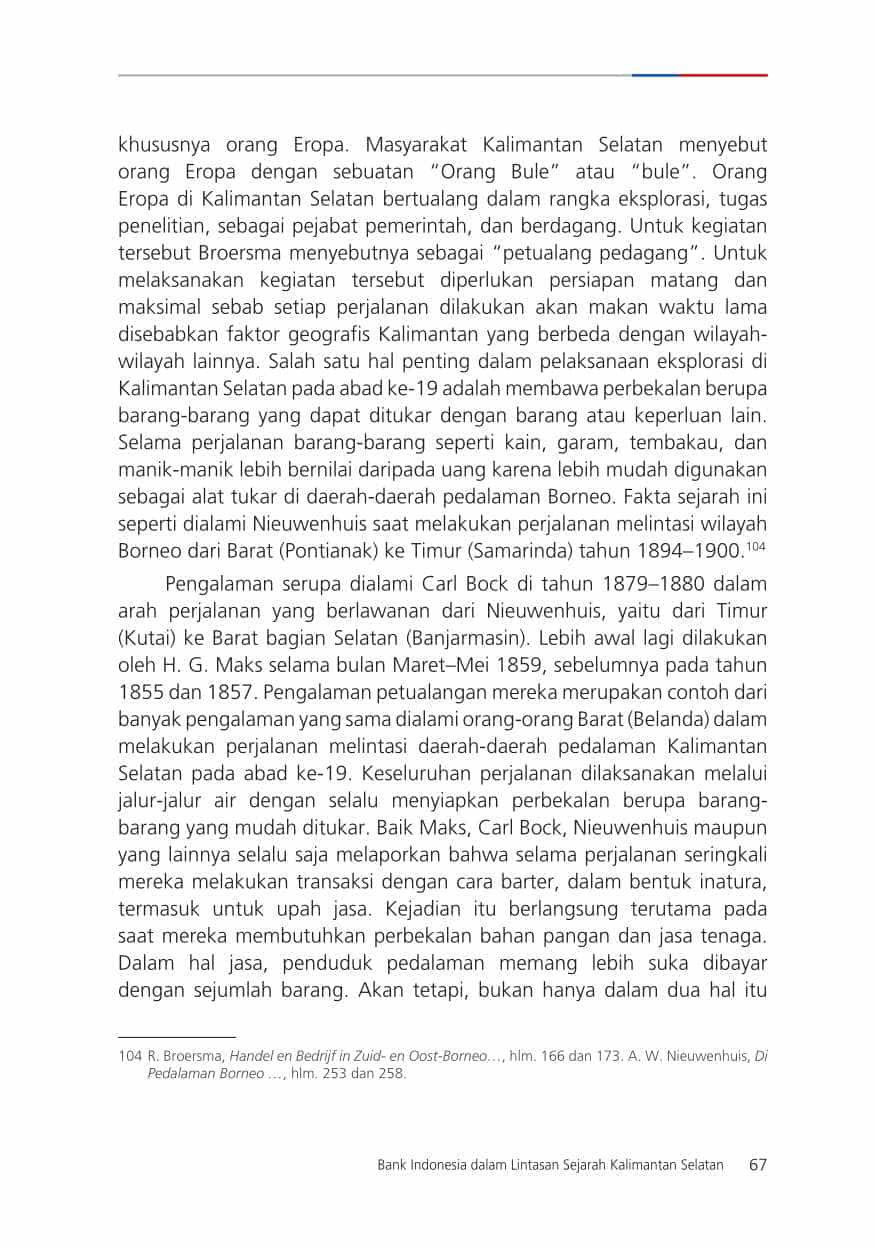 khususnya orang Eropa. Masyarakat Kalimantan Selatan menyebut
orang Eropa dengan sebuatan “Orang Bule” atau “bule”. Orang
Eropa di Kalimantan Selatan bertualang dalam rangka eksplorasi, tugas
penelitian, sebagai pejabat pemerintah, dan berdagang. Untuk kegiatan
tersebut Broersma menyebutnya sebagai “petualang pedagang”. Untuk
melaksanakan kegiatan tersebut diperlukan persiapan matang dan
maksimal sebab setiap perjalanan dilakukan akan makan waktu lama
disebabkan faktor geografis Kalimantan yang berbeda dengan wilayah-
wilayah lainnya. Salah satu hal penting dalam pelaksanaan eksplorasi di
Kalimantan Selatan pada abad ke-19 adalah membawa perbekalan berupa
barang-barang yang dapat ditukar dengan barang atau keperluan lain.
Selama perjalanan barang-barang seperti kain, garam, tembakau, dan
manik-manik lebih bernilai daripada uang karena lebih mudah digunakan
sebagai alat tukar di daerah-daerah pedalaman Borneo. Fakta sejarah ini
seperti dialami Nieuwenhuis saat melakukan perjalanan melintasi wilayah
Borneo dari Barat (Pontianak) ke Timur (Samarinda) tahun 1894–1900.104
Pengalaman serupa dialami Carl Bock di tahun 1879–1880 dalam
arah perjalanan yang berlawanan dari Nieuwenhuis, yaitu dari Timur
(Kutai) ke Barat bagian Selatan (Banjarmasin). Lebih awal lagi dilakukan
oleh H. G. Maks selama bulan Maret–Mei 1859, sebelumnya pada tahun
1855 dan 1857. Pengalaman petualangan mereka merupakan contoh dari
banyak pengalaman yang sama dialami orang-orang Barat (Belanda) dalam
melakukan perjalanan melintasi daerah-daerah pedalaman Kalimantan
Selatan pada abad ke-19. Keseluruhan perjalanan dilaksanakan melalui
jalur-jalur air dengan selalu menyiapkan perbekalan berupa barang-
barang yang mudah ditukar. Baik Maks, Carl Bock, Nieuwenhuis maupun
yang lainnya selalu saja melaporkan bahwa selama perjalanan seringkali
mereka melakukan transaksi dengan cara barter, dalam bentuk inatura,
termasuk untuk upah jasa. Kejadian itu berlangsung terutama pada
saat mereka membutuhkan perbekalan bahan pangan dan jasa tenaga.
Dalam hal jasa, penduduk pedalaman memang lebih suka dibayar
dengan sejumlah barang. Akan tetapi, bukan hanya dalam dua hal itu
104 R. Broersma, Handel en Bedrijf in Zuid- en Oost-Borneo…, hlm. 166 dan 173. A. W. Nieuwenhuis, Di
Pedalaman Borneo …, hlm. 253 dan 258.
Bank Indonesia dalam Lintasan Sejarah Kalimantan Selatan 67